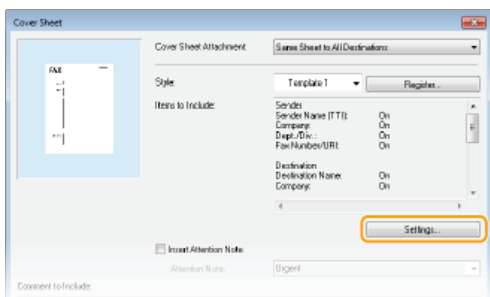 Cover Sheet
Cover Sheet Attachment: Same Sheet to All Destinations
FAX
Style: Template 1 Register...
Items to Include: Sender
Sender Name (TTI): On
Company: On
Dept./Div.: On
Fax Number/URI: On
Destination
Destination Name: On
Company: On
Settings...
Insert Attention Note
Attention Note: Urgent
Comment to Include: